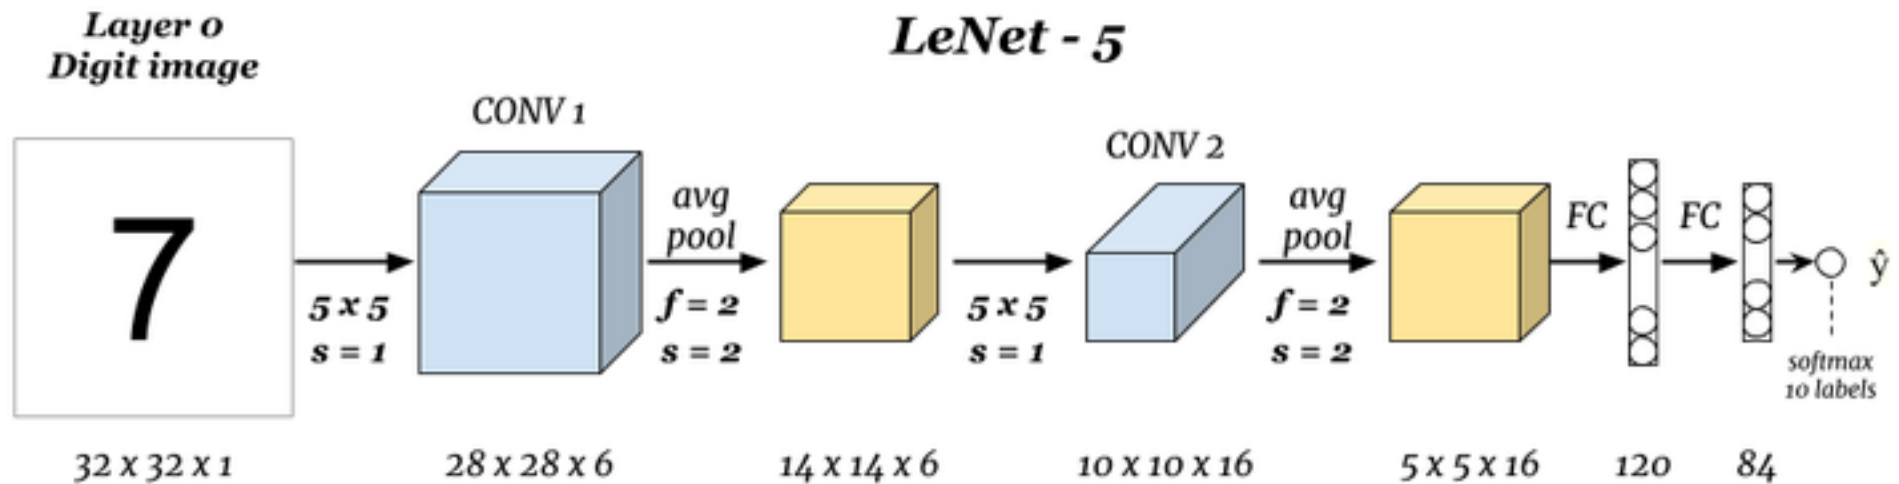 Layer 0
Digit image
LeNet - 5
CONV 1
CONV 2
7
avg
pool
avg
pool
FC
FC
ŷ
5 x 5
s = 1
f = 2
s = 2
5 x 5
s = 1
f = 2
s = 2
softmax
10 labels
32 x 32 x 1
28 x 28 x 6
14 x 14 x 6
10 x 10 x 16
5 x 5 x 16
120
84